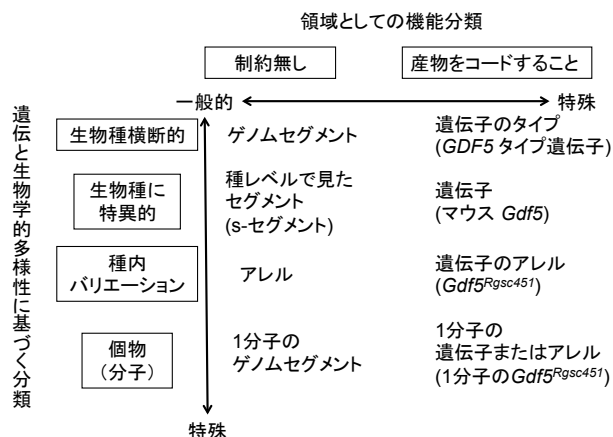 領域としての機能分類
制約無し
産物をコードすること
一般的
特殊
遺伝と生物学的多様性に基づく分類
生物種横断的
ゲノムセグメント
遺伝子のタイプ
(GDF5 タイプ遺伝子)
生物種に
特異的
種レベルで見た
セグメント
(s-セグメント)
遺伝子
(マウス Gdf5)
種内
バリエーション
アレル
遺伝子のアレル
(Gdf5Rgsc451)
個物
（分子）
1分子の
ゲノムセグメント
1分子の
遺伝子またはアレル
(1分子のGdf5Rgsc451)
特殊